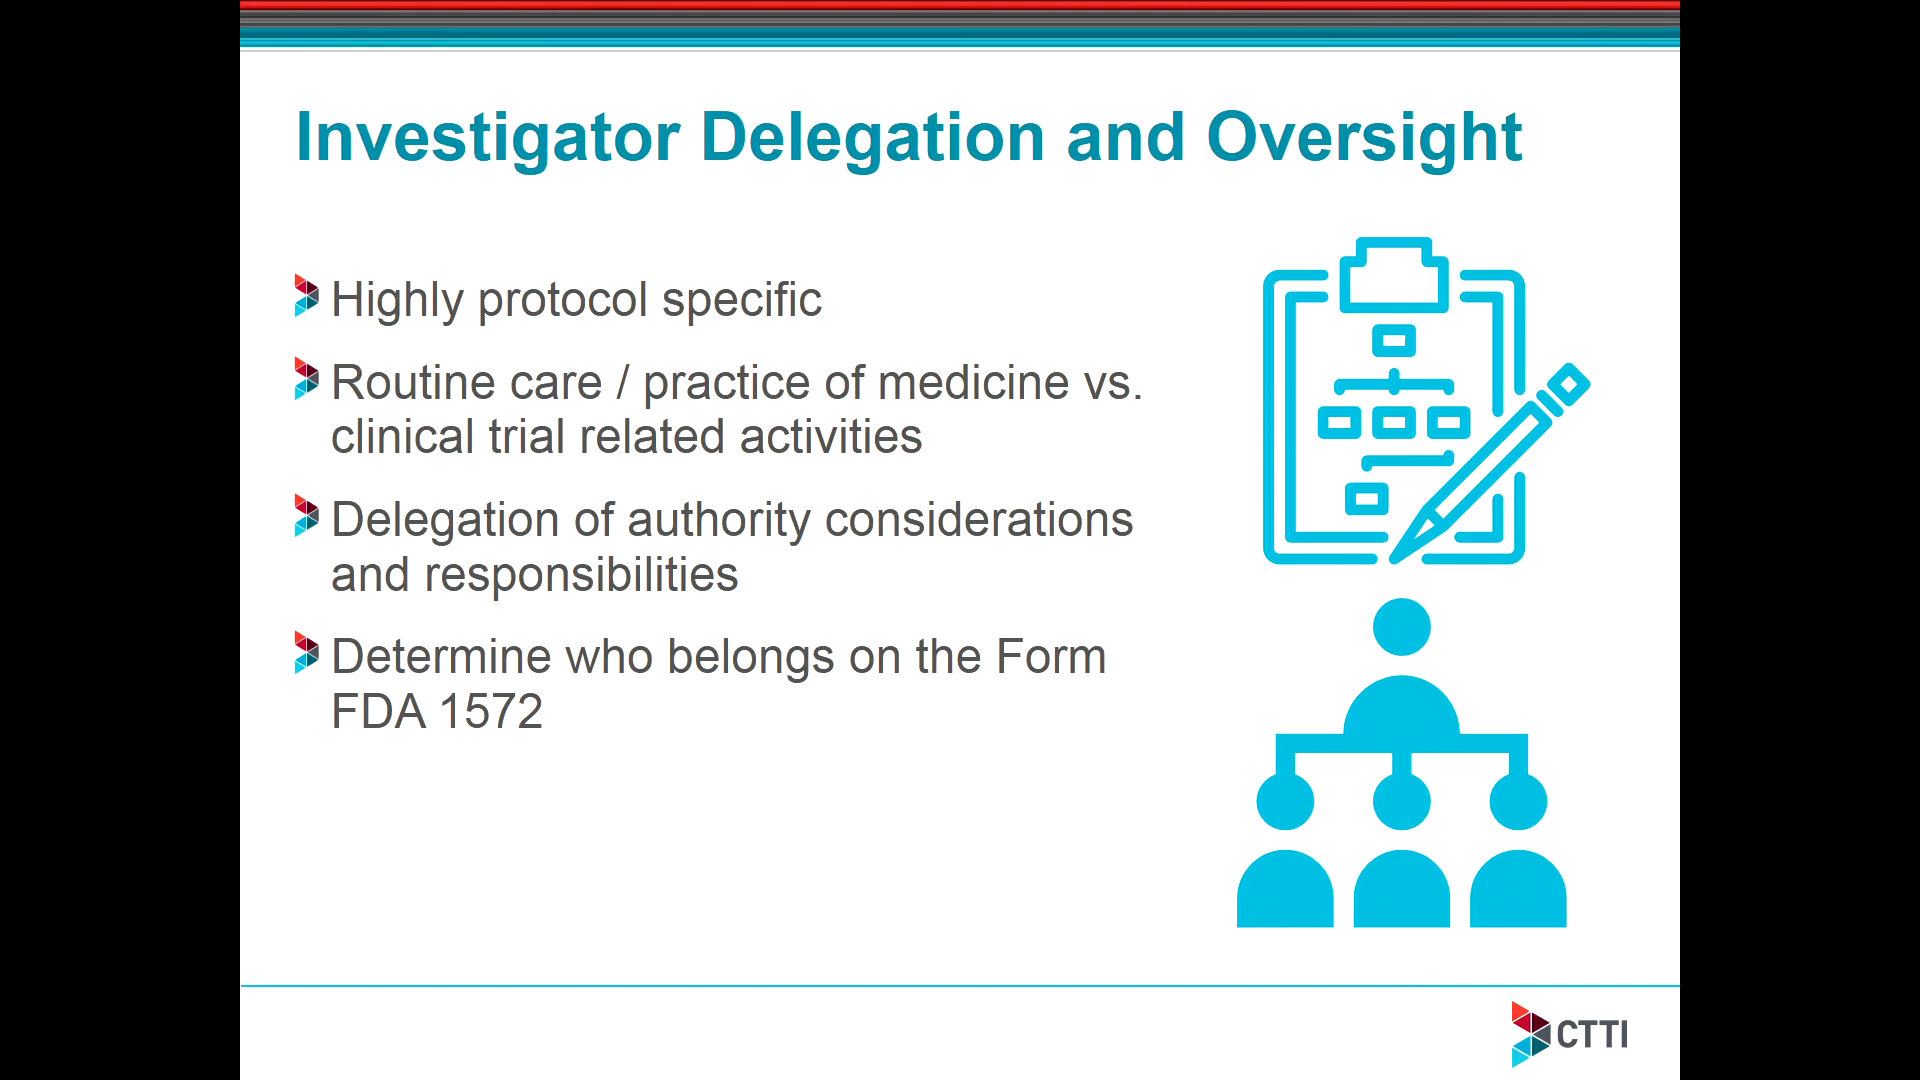 Investigator Delegation and Oversight
Highly protocol specific
Routine care / practice of medicine vs.
clinical trial related activities
Delegation of authority considerations
and responsibilities
Determine who belongs on the Form
FDA 1572
CTTI